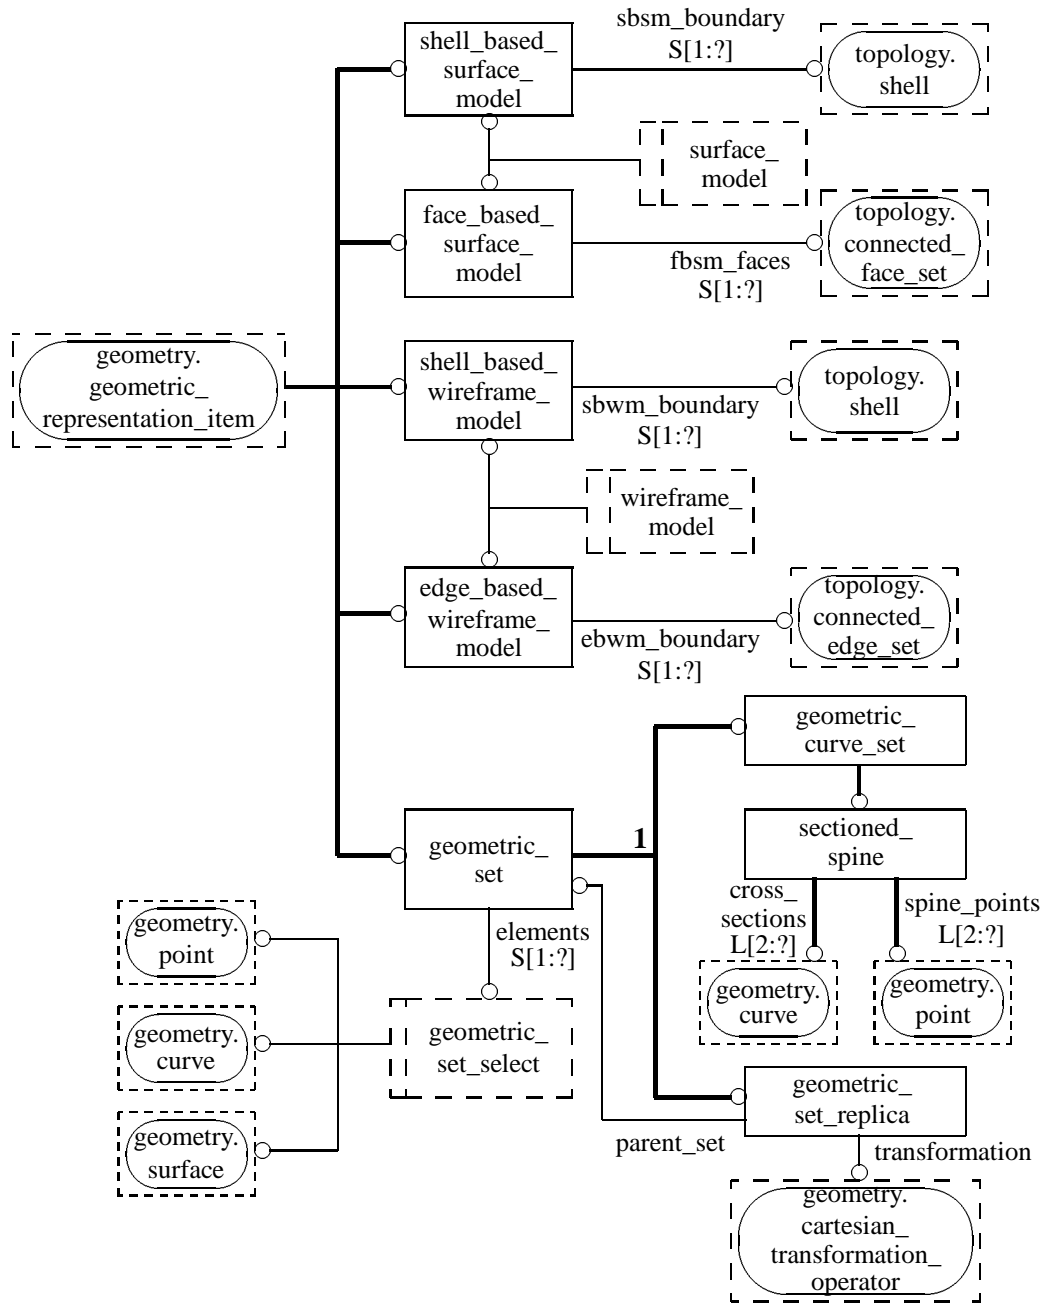 sbsm_boundary
S[1:?]
shell_based_
surface_
model
topology.
shell
surface_
model
face_based_
surface_
model
fbsm_faces
S[1:?]
topology.
connected_
face_set
geometry.
geometric_
representation_item
shell_based_
wireframe_
model
sbwm_boundary
S[1:?]
topology.
shell
wireframe_
model
edge_based_
wireframe_
model
ebwm_boundary
S[1:?]
topology.
connected_
edge_set
geometric_
curve_set
geometric_
set
1
sectioned_
spine
cross_
sections
L[2:?]
spine_points
L[2:?]
elements
S[1:?]
geometry.
point
geometry.
curve
geometry.
surface
geometric_
set_select
geometry.
curve
geometry.
point
geometric_
set_replica
parent_set
transformation
geometry.
cartesian_
transformation_
operator